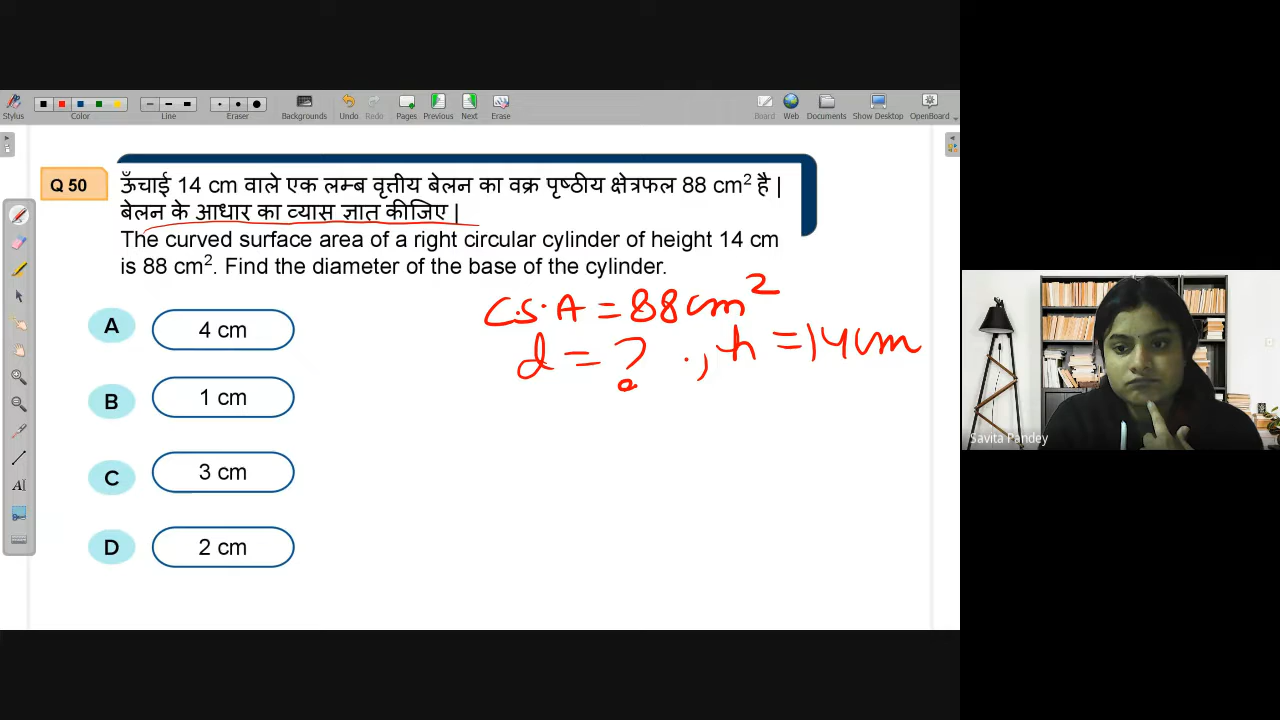 Stylus
Color
Line
Eraser
Backgrounds
Undo
Redo
Pages
Previous
Next
Erase
Board
Web
Documents
Show Desktop
OpenBoard
Q 50
ऊँचाई 14 cm वाले एक लम्ब वृत्तीय बेलन का वक्र पृष्ठीय क्षेत्रफल 88 cm² है |
बेलन के आधार का व्यास ज्ञात कीजिए |
The curved surface area of a right circular cylinder of height 14 cm
is 88 cm². Find the diameter of the base of the cylinder.
C.S.A = 88 cm²
d = ? , h = 14 cm
A 4 cm
B 1 cm
C 3 cm
D 2 cm
Savita Pandey